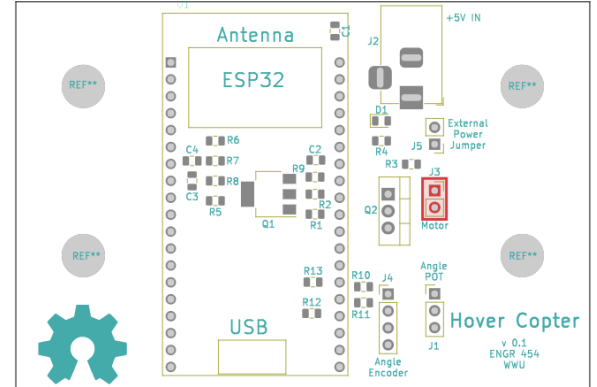 U1
Antenna
C1
+5V IN
J2
ESP32
REF**
REF**
D1
External
Power
Jumper
R6
R4
J5
C4
R7
C2
R9
R3
J3
R8
C3
R2
Q2
R5
Q1
R1
Motor
REF**
REF**
R13
R10
J4
Angle
POT
R12
R11
USB
Hover Copter
J1
v 0.1
ENGR 454
WWU
Angle
Encoder